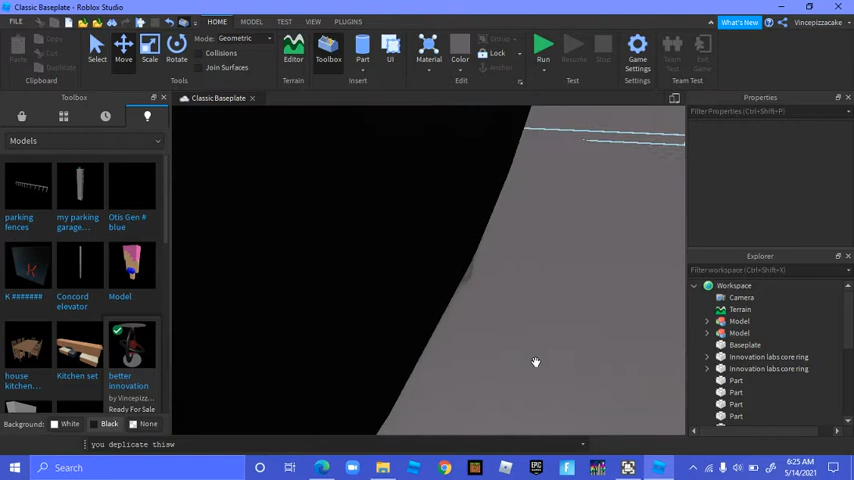 Classic Baseplate - Roblox Studio
FILE
HOME MODEL TEST VIEW PLUGINS
What's New
Vincepizzacake
Paste
Copy
Cut
Duplicate
Clipboard
Select Move Scale Rotate
Mode: Geometric
Collisions
Join Surfaces
Tools
Editor
Terrain
Toolbox Part UI
Insert
Material Color
Group
Lock
Anchor
Edit
Run Resume Stop
Test
Game Settings
Settings
Team Test
Exit Game
Team Test
Toolbox
Classic Baseplate
Models
parking fences
my parking garage...
Otis Gen # blue
K #######
Concord elevator
Model
house kitchen...
Kitchen set
better innovation
by Vincepizz...
Ready For Sale
Background: White Black None
Properties
Filter Properties (Ctrl+Shift+P)
Explorer
Filter workspace (Ctrl+Shift+X)
Workspace
Camera
Terrain
Model
Model
Baseplate
Innovation labs core ring
Innovation labs core ring
Part
Part
Part
Part
you duplicate thisw
Search
EPIC GAMES
6:25 AM
5/14/2021